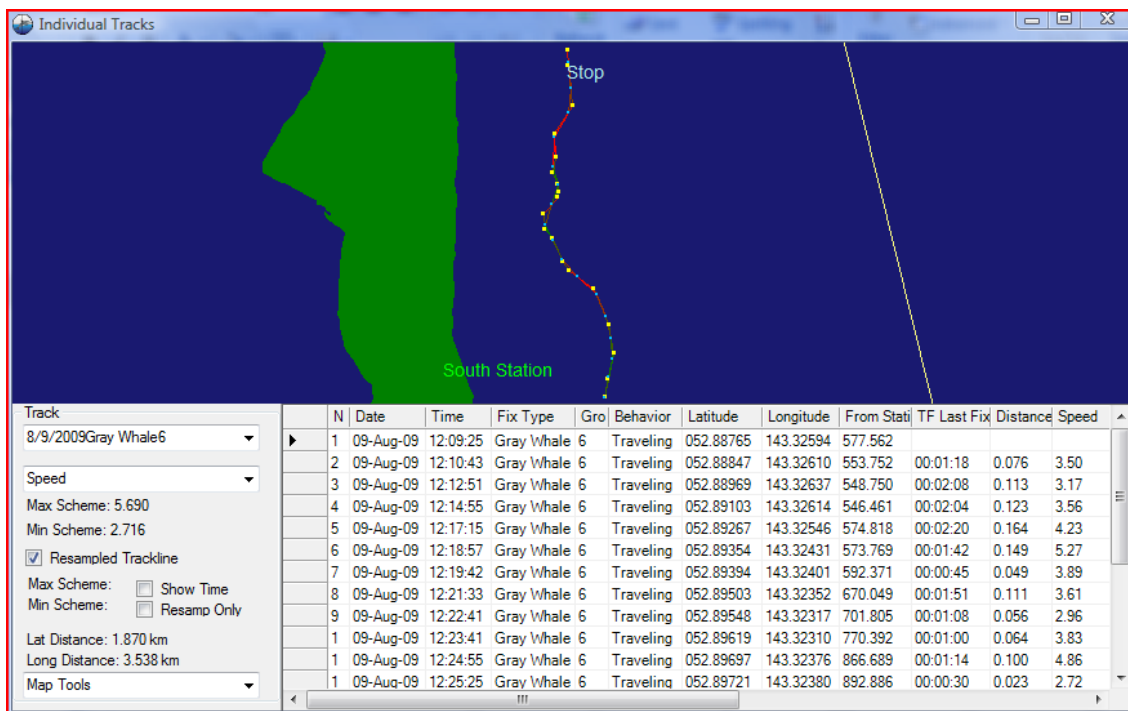 Individual Tracks
Stop
South Station
Track
8/9/2009Gray Whale6
Speed
Max Scheme: 5.690
Min Scheme: 2.716
Resampled Trackline
Max Scheme: Show Time
Min Scheme: Resamp Only
Lat Distance: 1.870 km
Long Distance: 3.538 km
Map Tools
N Date Time Fix Type Gro Behavior Latitude Longitude From Stati TF Last Fix Distance Speed
1 09-Aug-09 12:09:25 Gray Whale 6 Traveling 052.88765 143.32594 577.562
2 09-Aug-09 12:10:43 Gray Whale 6 Traveling 052.88847 143.32610 553.752 00:01:18 0.076 3.50
3 09-Aug-09 12:12:51 Gray Whale 6 Traveling 052.88969 143.32637 548.750 00:02:08 0.113 3.17
4 09-Aug-09 12:14:55 Gray Whale 6 Traveling 052.89103 143.32614 546.461 00:02:04 0.123 3.56
5 09-Aug-09 12:17:15 Gray Whale 6 Traveling 052.89267 143.32546 574.818 00:02:20 0.164 4.23
6 09-Aug-09 12:18:57 Gray Whale 6 Traveling 052.89354 143.32431 573.769 00:01:42 0.149 5.27
7 09-Aug-09 12:19:42 Gray Whale 6 Traveling 052.89394 143.32401 592.371 00:00:45 0.049 3.89
8 09-Aug-09 12:21:33 Gray Whale 6 Traveling 052.89503 143.32352 670.049 00:01:51 0.111 3.61
9 09-Aug-09 12:22:41 Gray Whale 6 Traveling 052.89548 143.32317 701.805 00:01:08 0.056 2.96
1 09-Aug-09 12:23:41 Gray Whale 6 Traveling 052.89619 143.32310 770.392 00:01:00 0.064 3.83
1 09-Aug-09 12:24:55 Gray Whale 6 Traveling 052.89697 143.32376 866.689 00:01:14 0.100 4.86
1 09-Aug-09 12:25:25 Gray Whale 6 Traveling 052.89721 143.32380 892.886 00:00:30 0.023 2.72